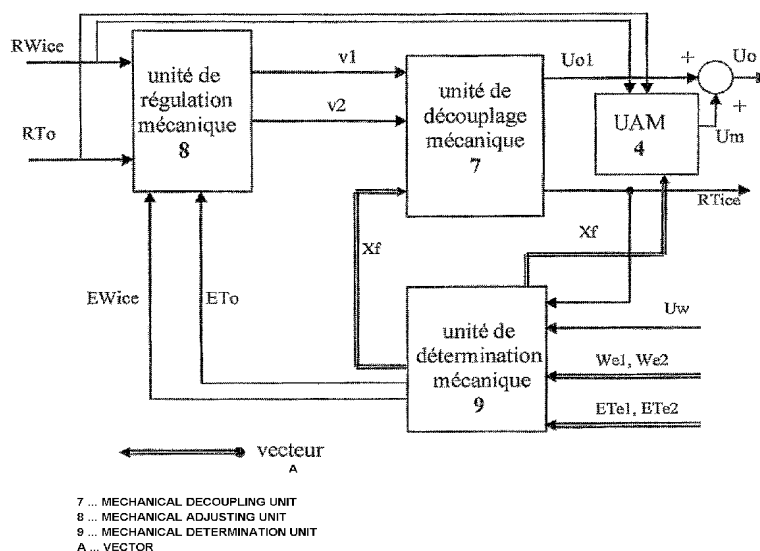 RWice
RTo
unité de
régulation
mécanique
8
v1
v2
unité de
découplage
mécanique
7
Uo1
+
Uo
+
UAM
4
Um
RTice
Xf
Xf
EWice
ETo
unité de
détermination
mécanique
9
Uw
We1, We2
ETe1, ETe2
vecteur
A
7 ... MECHANICAL DECOUPLING UNIT
8 ... MECHANICAL ADJUSTING UNIT
9 ... MECHANICAL DETERMINATION UNIT
A ... VECTOR